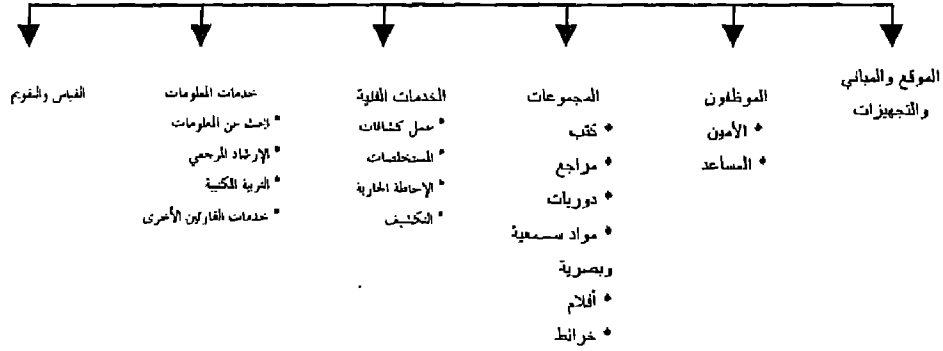 الموقع والمباني
والتجهيزات
الموظفون
* الأمين
* المساعد
المجموعات
* كتب
* مراجع
* دوريات
* مواد سمعية
وبصرية
* أفلام
* خرائط
الخدمات الفنية
* عمل كشافات
* المستخلصات
* الإحاطة الجارية
* التكشيف
خدمات المعلومات
* البحث عن المعلومات
* الإرشاد المرجعي
* التربية المكتبية
* خدمات القارئين الأخرى
القياس والتقويم